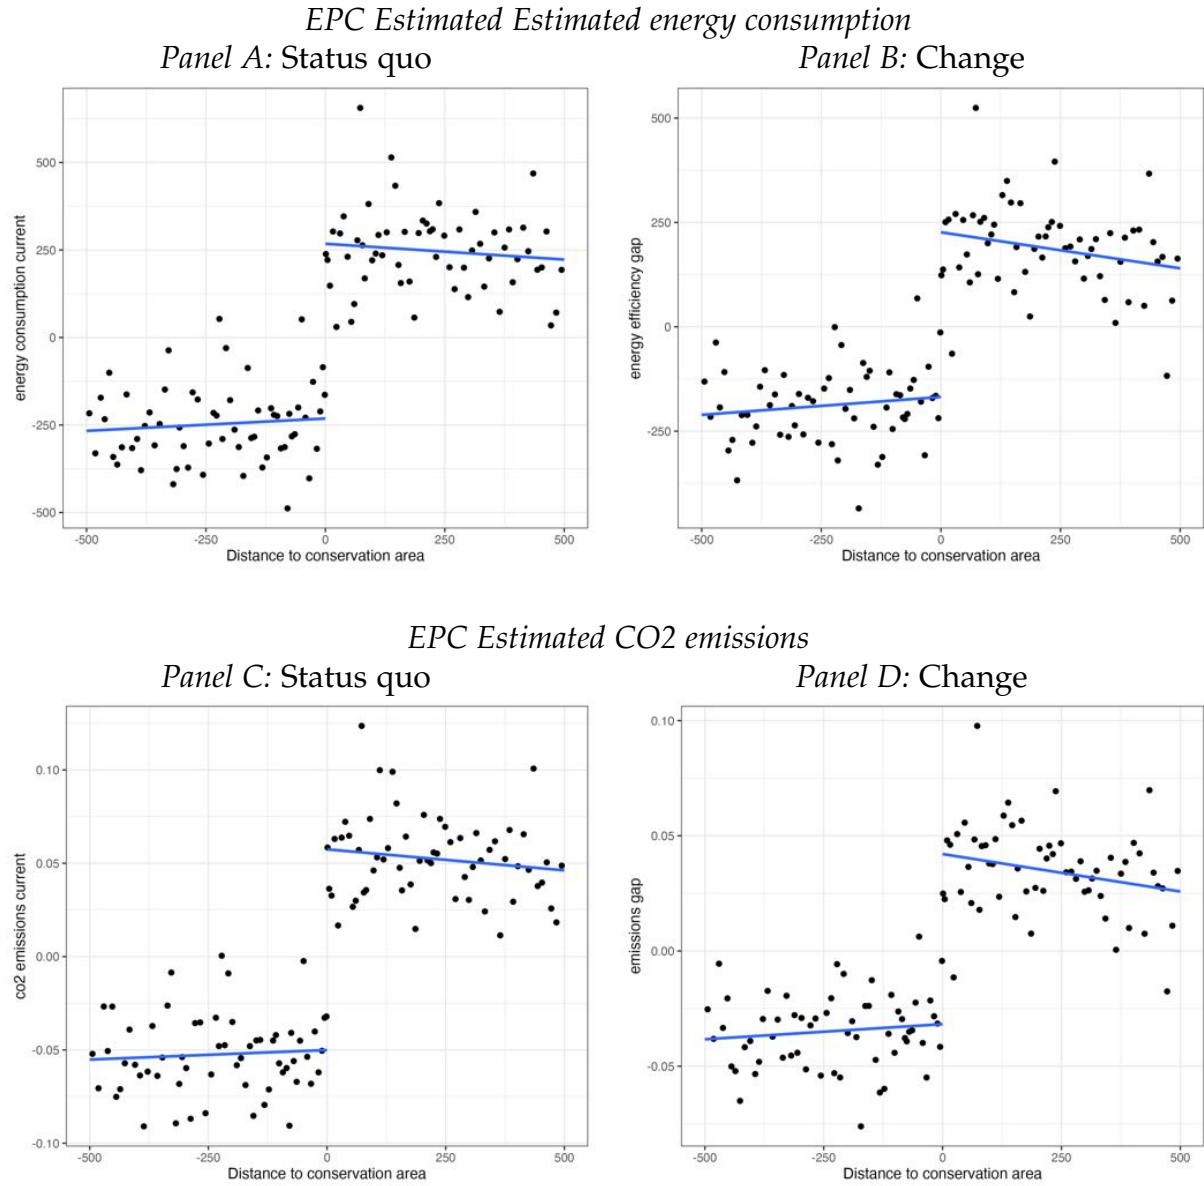 EPC Estimated Estimated energy consumption
Panel A: Status quo
Panel B: Change
energy consumption current
500
250
0
-250
-500
-500
-250
0
250
500
Distance to conservation area
energy efficiency gap
500
250
0
-250
-500
-250
0
250
500
Distance to conservation area
EPC Estimated CO2 emissions
Panel C: Status quo
Panel D: Change
co2 emissions current
0.10
0.05
0.00
-0.05
-0.10
-500
-250
0
250
500
Distance to conservation area
emissions gap
0.10
0.05
0.00
-0.05
-500
-250
0
250
500
Distance to conservation area